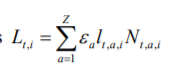 s L_{t,i} = \sum_{a=1}^{Z} \varepsilon_a l_{t,a,i} N_{t,a,i}